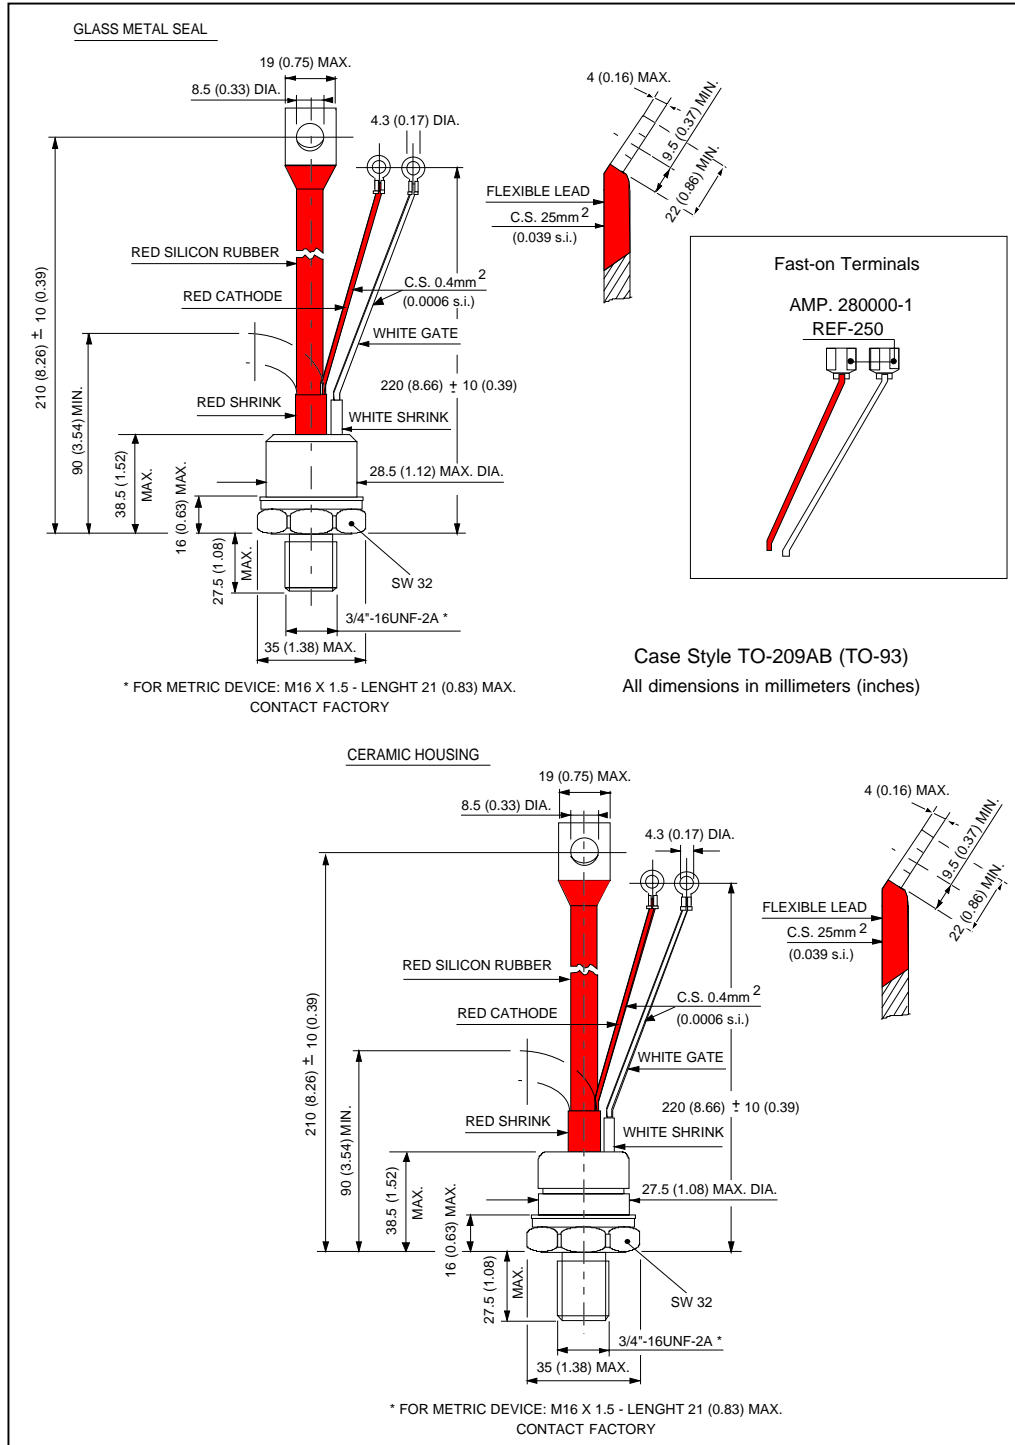 GLASS METAL SEAL
19 (0.75) MAX.
8.5 (0.33) DIA.
4.3 (0.17) DIA.
4 (0.16) MAX.
9.5 (0.37) MIN.
22 (0.86) MIN.
FLEXIBLE LEAD
C.S. 25mm 2
(0.039 s.i.)
RED SILICON RUBBER
C.S. 0.4mm 2
(0.0006 s.i.)
RED CATHODE
WHITE GATE
210 (8.26) ± 10 (0.39)
90 (3.54) MIN.
220 (8.66) ± 10 (0.39)
RED SHRINK
WHITE SHRINK
38.5 (1.52)
MAX.
16 (0.63) MAX.
28.5 (1.12) MAX. DIA.
27.5 (1.08)
MAX.
SW 32
3/4"-16UNF-2A *
35 (1.38) MAX.
* FOR METRIC DEVICE: M16 X 1.5 - LENGHT 21 (0.83) MAX.
CONTACT FACTORY
Fast-on Terminals
AMP. 280000-1
REF-250
Case Style TO-209AB (TO-93)
All dimensions in millimeters (inches)
CERAMIC HOUSING
19 (0.75) MAX.
8.5 (0.33) DIA.
4.3 (0.17) DIA.
4 (0.16) MAX.
9.5 (0.37) MIN.
22 (0.86) MIN.
FLEXIBLE LEAD
C.S. 25mm 2
(0.039 s.i.)
RED SILICON RUBBER
C.S. 0.4mm 2
(0.0006 s.i.)
RED CATHODE
WHITE GATE
210 (8.26) ± 10 (0.39)
90 (3.54) MIN.
220 (8.66) ± 10 (0.39)
RED SHRINK
WHITE SHRINK
38.5 (1.52)
MAX.
16 (0.63) MAX.
27.5 (1.08) MAX. DIA.
27.5 (1.08)
MAX.
SW 32
3/4"-16UNF-2A *
35 (1.38) MAX.
* FOR METRIC DEVICE: M16 X 1.5 - LENGHT 21 (0.83) MAX.
CONTACT FACTORY